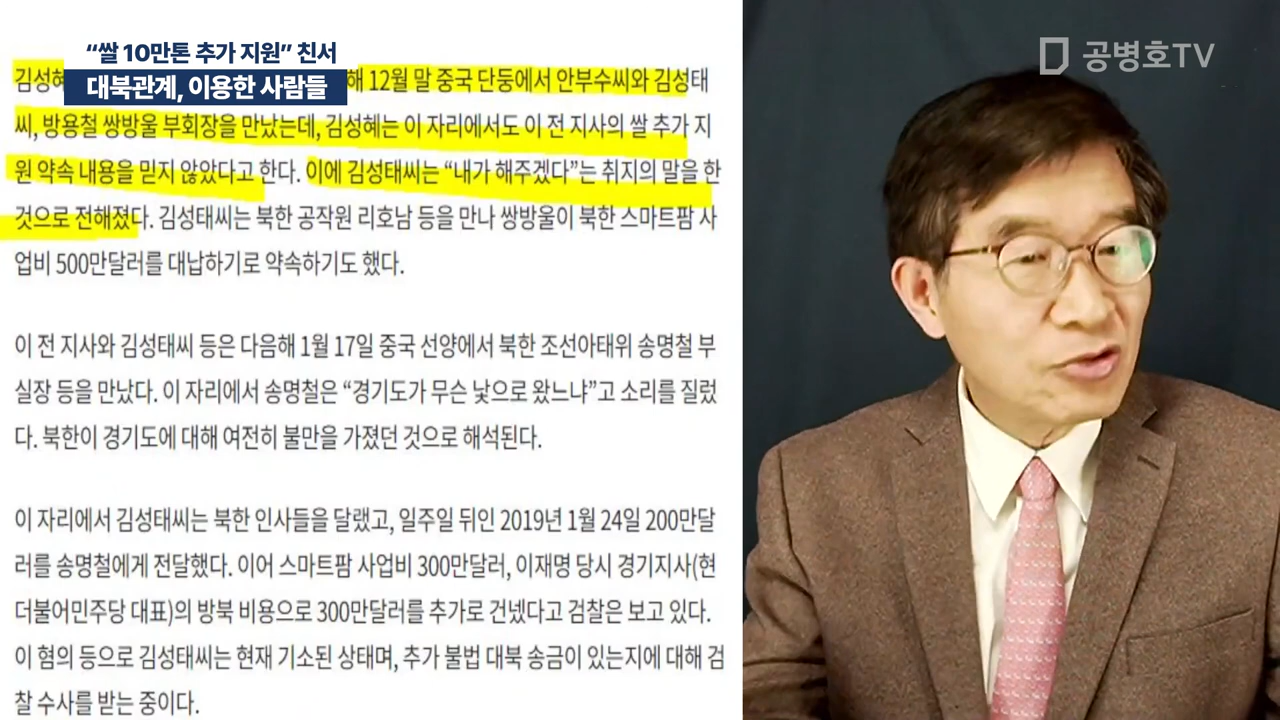 “쌀 10만톤 추가 지원” 친서
대북관계, 이용한 사람들
공병호TV
김성혜
해 12월 말 중국 단둥에서 안부수씨와 김성태
씨, 방용철 쌍방울 부회장을 만났는데, 김성혜는 이 자리에서도 이 전 지사의 쌀 추가 지
원 약속 내용을 믿지 않았다고 한다. 이에 김성태씨는 “내가 해주겠다”는 취지의 말을 한
것으로 전해졌다. 김성태씨는 북한 공작원 리호남 등을 만나 쌍방울이 북한 스마트팜 사
업비 500만달러를 대납하기로 약속하기도 했다.
이 전 지사와 김성태씨 등은 다음해 1월 17일 중국 선양에서 북한 조선아태위 송명철 부
실장 등을 만났다. 이 자리에서 송명철은 “경기도가 무슨 낯으로 왔느냐”고 소리를 질렀
다. 북한이 경기도에 대해 여전히 불만을 가졌던 것으로 해석된다.
이 자리에서 김성태씨는 북한 인사들을 달랬고, 일주일 뒤인 2019년 1월 24일 200만달
러를 송명철에게 전달했다. 이어 스마트팜 사업비 300만달러, 이재명 당시 경기지사(현
더불어민주당 대표)의 방북 비용으로 300만달러를 추가로 건넸다고 검찰은 보고 있다.
이 혐의 등으로 김성태씨는 현재 기소된 상태며, 추가 불법 대북 송금이 있는지에 대해 검
찰 수사를 받는 중이다.